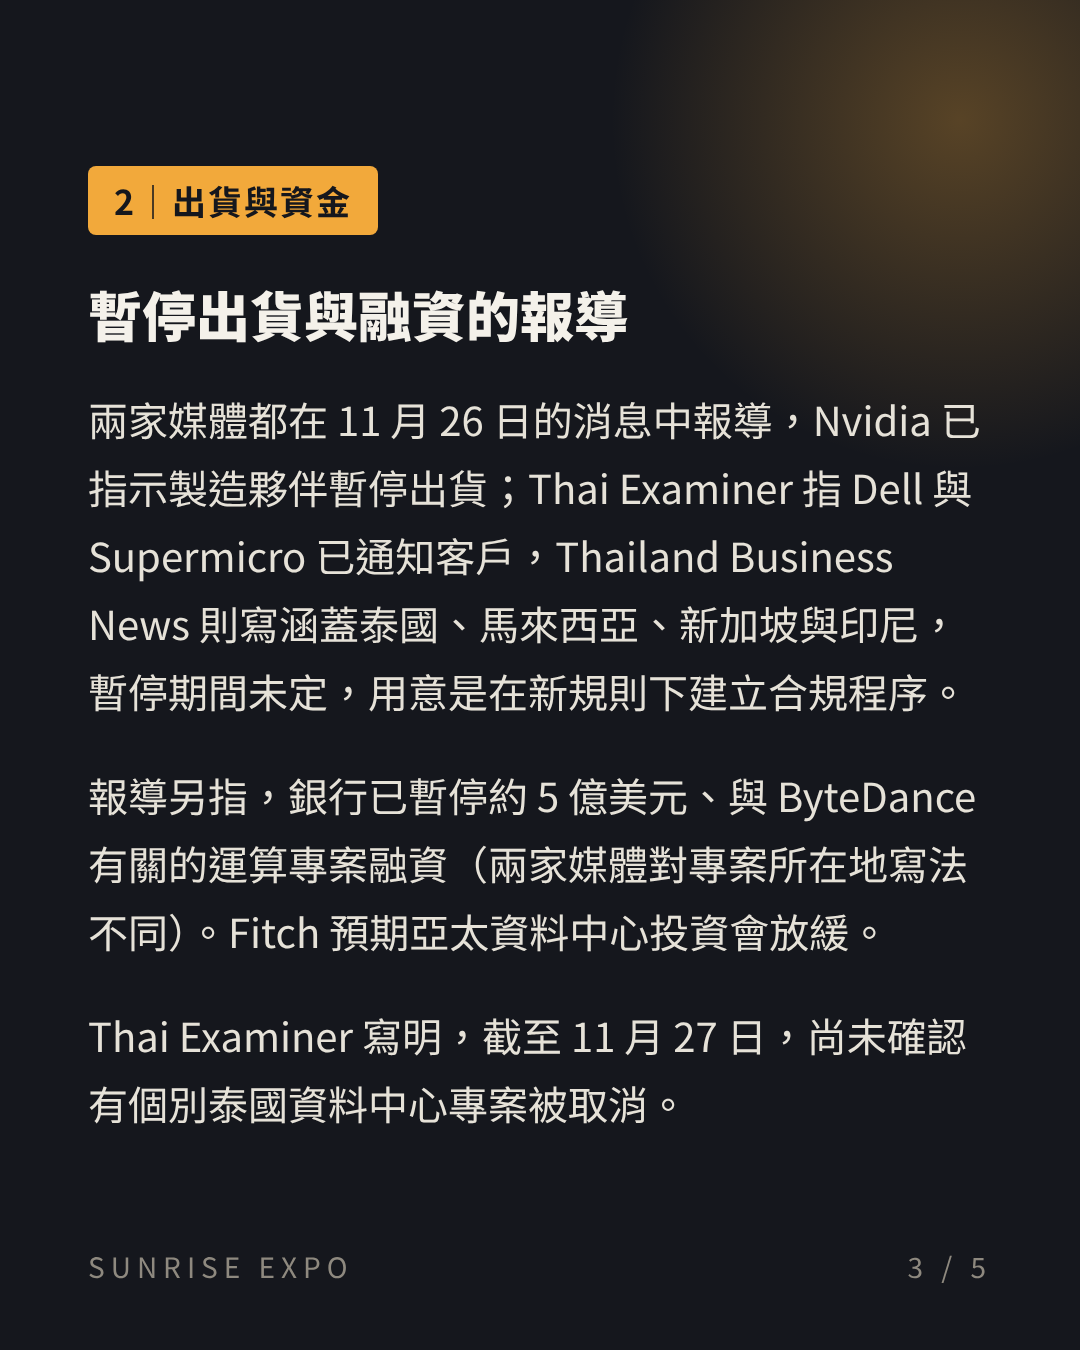 2｜出貨與資金
暫停出貨與融資的報導
兩家媒體都在 11 月 26 日的消息中報導，Nvidia 已
指示製造夥伴暫停出貨；Thai Examiner 指 Dell 與
Supermicro 已通知客戶，Thailand Business
News 則寫涵蓋泰國、馬來西亞、新加坡與印尼，
暫停期間未定，用意是在新規則下建立合規程序。
報導另指，銀行已暫停約 5 億美元、與 ByteDance
有關的運算專案融資（兩家媒體對專案所在地寫法
不同）。Fitch 預期亞太資料中心投資會放緩。
Thai Examiner 寫明，截至 11 月 27 日，尚未確認
有個別泰國資料中心專案被取消。
SUNRISE EXPO
3 / 5